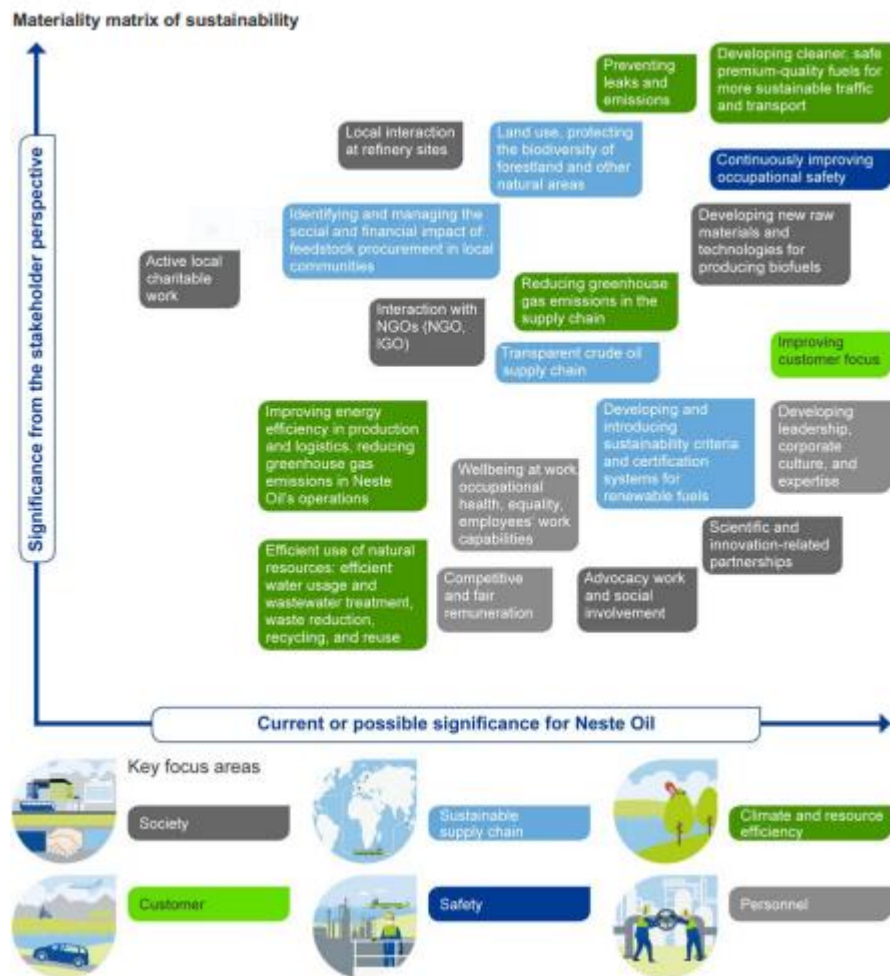 Materiality matrix of sustainability
Significance from the stakeholder perspective
Preventing
leaks and
emissions
Developing cleaner, safe
premium-quality fuels for
more sustainable traffic
and transport
Local interaction
at refinery sites
Land use, protecting
the biodiversity of
forestland and other
natural areas
Continuously improving
occupational safety
Identifying and managing the
social and financial impact of
feedstock procurement in local
communities
Developing new raw
materials and
technologies for
producing biofuels
Active local
charitable
work
Reducing greenhouse
gas emissions in the
supply chain
Interaction with
NGOs (NGO,
IGO)
Transparent crude oil
supply chain
Improving
customer focus
Improving energy
efficiency in production
and logistics, reducing
greenhouse gas
emissions in Neste
Oil's operations
Developing and
introducing
sustainability criteria
and certification
systems for
renewable fuels
Developing
leadership,
corporate
culture, and
expertise
Wellbeing at work,
occupational
health, equality,
employees' work
capabilities
Scientific and
innovation-related
partnerships
Efficient use of natural
resources: efficient
water usage and
wastewater treatment,
waste reduction,
recycling, and reuse
Competitive
and fair
remuneration
Advocacy work
and social
involvement
Current or possible significance for Neste Oil
Key focus areas
Society
Sustainable
supply chain
Climate and resource
efficiency
Customer
Safety
Personnel